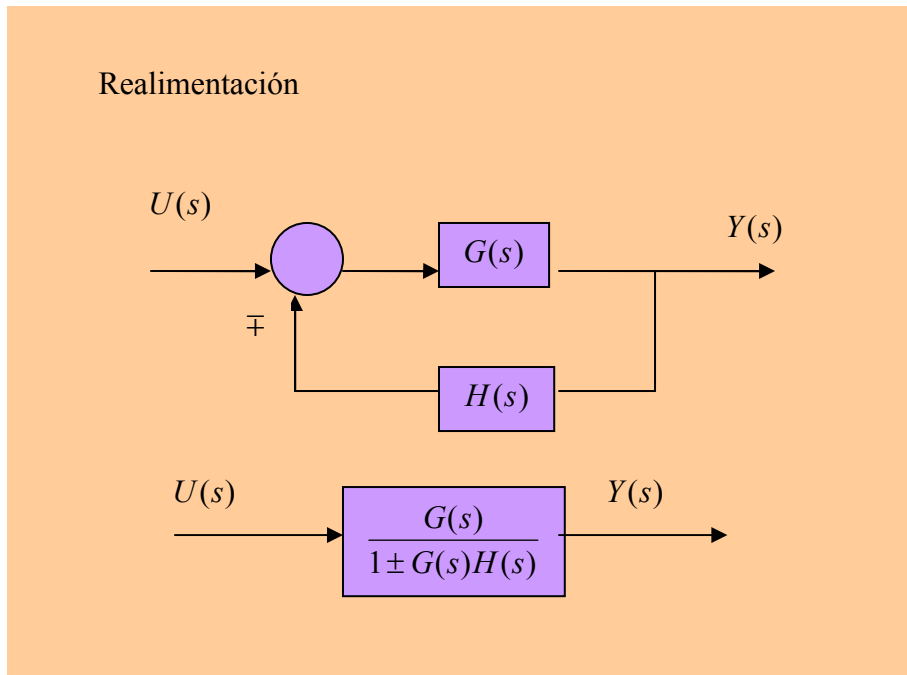 Realimentación
U(s)
G(s)
Y(s)
∓
H(s)
U(s)
Y(s)
G(s)
1 ± G(s)H(s)